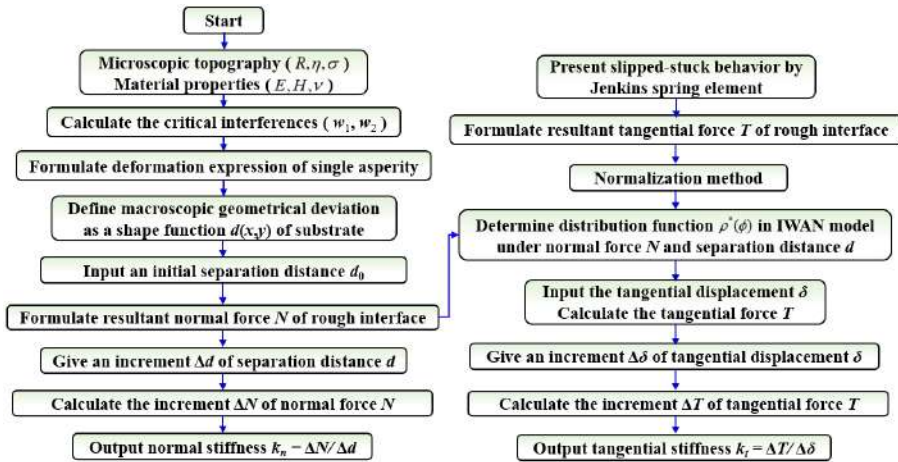 Start
Microscopic topography ( R,η,σ )
Material properties ( E,H,ν )
Calculate the critical interferences ( w₁, w₂ )
Formulate deformation expression of single asperity
Define macroscopic geometrical deviation
as a shape function d(x,y) of substrate
Input an initial separation distance d₀
Formulate resultant normal force N of rough interface
Give an increment Δd of separation distance d
Calculate the increment ΔN of normal force N
Output normal stiffness kₙ = ΔN/Δd
Present slipped-stuck behavior by
Jenkins spring element
Formulate resultant tangential force T of rough interface
Normalization method
Determine distribution function ρ*(ϕ) in IWAN model
under normal force N and separation distance d
Input the tangential displacement δ
Calculate the tangential force T
Give an increment Δδ of tangential displacement δ
Calculate the increment ΔT of tangential force T
Output tangential stiffness kₜ = ΔT/Δδ